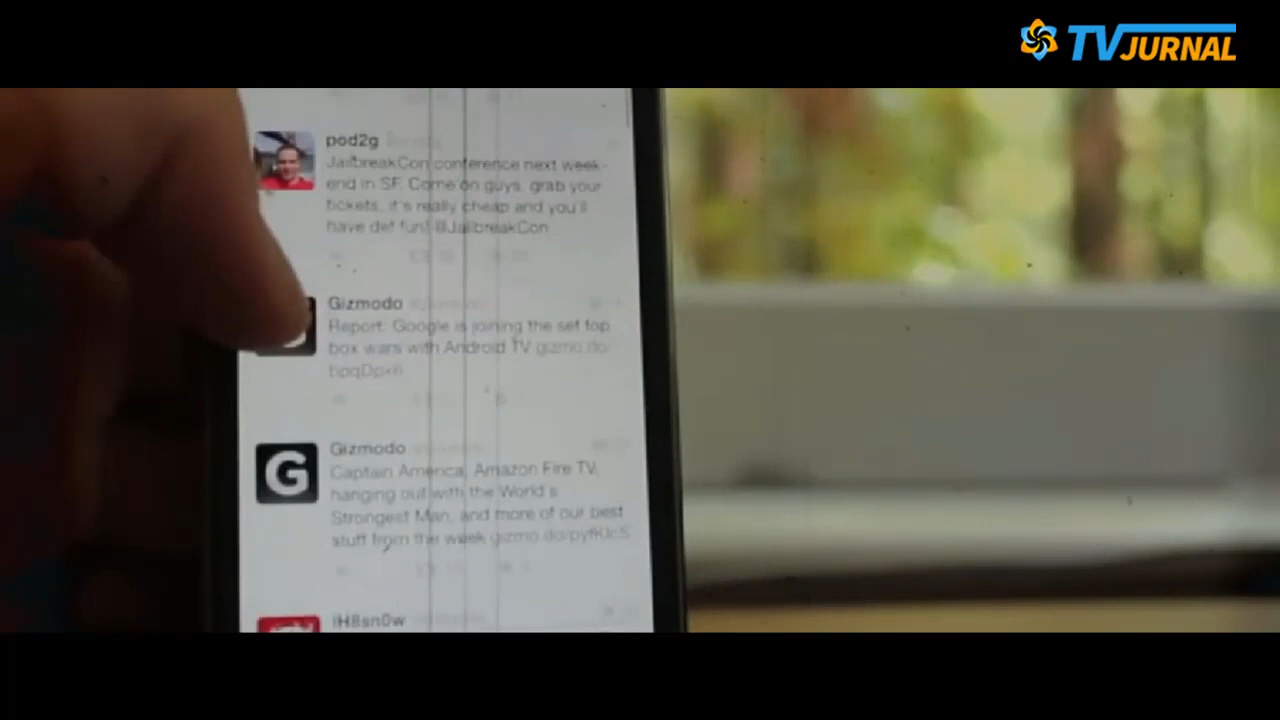 TVJURNAL
pod2g
JailbreakCon conference next week-
end in SF. Come on guys, grab your
tickets, it's really cheap and you'll
have def fun! @JailbreakCon
Gizmodo
Report: Google is joining the set top
box wars with Android TV gizmo.do/
Gizmodo
G
Captain America, Amazon Fire TV,
hanging out with the World's
Strongest Man, and more of our best
stuff from the week
iH8sn0w